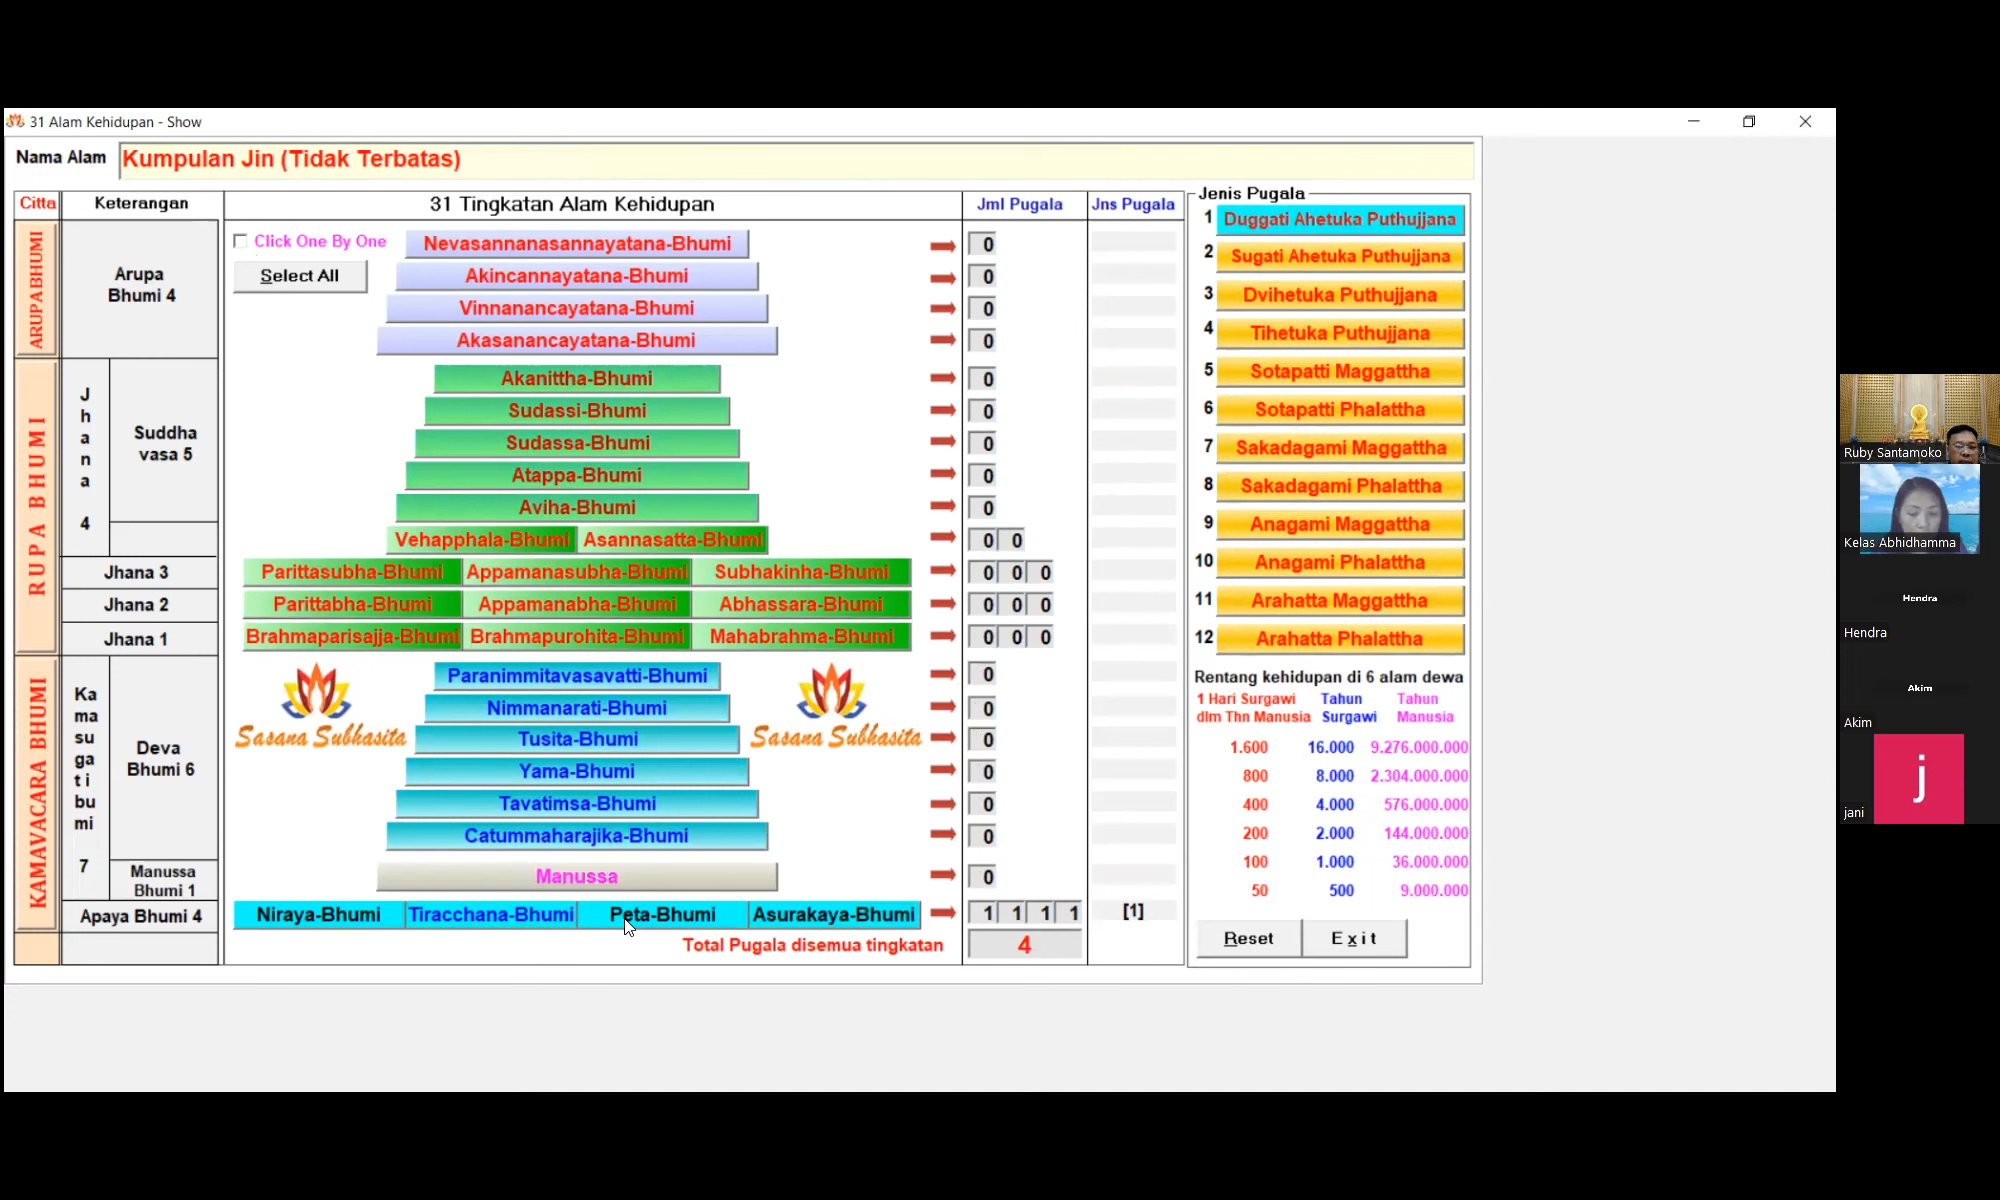 31 Alam Kehidupan - Show
Nama Alam Kumpulan Jin (Tidak Terbatas)
Citta Keterangan 31 Tingkatan Alam Kehidupan Jml Pugala Jns Pugala
ARUPABHUMI
Arupa
Bhumi 4
Click One By One
Select All
Nevasannanasannayatana-Bhumi 0
Akincannayatana-Bhumi 0
Vinnanancayatana-Bhumi 0
Akasanancayatana-Bhumi 0
RUPA BHUMI
Jhana 4
Suddha
vasa 5
Akanittha-Bhumi 0
Sudassi-Bhumi 0
Sudassa-Bhumi 0
Atappa-Bhumi 0
Aviha-Bhumi 0
Vehapphala-Bhumi Asannasatta-Bhumi 0 0
Jhana 3 Parittasubha-Bhumi Appamanasubha-Bhumi Subhakinha-Bhumi 0 0 0
Jhana 2 Parittabha-Bhumi Appamanabha-Bhumi Abhassara-Bhumi 0 0 0
Jhana 1 Brahmaparisajja-Bhumi Brahmapurohita-Bhumi Mahabrahma-Bhumi 0 0 0
KAMAVACARA BHUMI
Ka
ma
su
ga
ti
bu
mi
7
Deva
Bhumi 6
Sasana Subhasita
Sasana Subhasita
Paranimmitavasavatti-Bhumi 0
Nimmanarati-Bhumi 0
Tusita-Bhumi 0
Yama-Bhumi 0
Tavatimsa-Bhumi 0
Catummaharajika-Bhumi 0
Manussa
Bhumi 1
Manussa 0
Apaya Bhumi 4 Niraya-Bhumi Tiracchana-Bhumi Peta-Bhumi Asurakaya-Bhumi 1 1 1 1 [1]
Total Pugala disemua tingkatan 4
Jenis Pugala
1 Duggati Ahetuka Puthujjana
2 Sugati Ahetuka Puthujjana
3 Dvihetuka Puthujjana
4 Tihetuka Puthujjana
5 Sotapatti Maggattha
6 Sotapatti Phalattha
7 Sakadagami Maggattha
8 Sakadagami Phalattha
9 Anagami Maggattha
10 Anagami Phalattha
11 Arahatta Maggattha
12 Arahatta Phalattha
Rentang kehidupan di 6 alam dewa
1 Hari Surgawi Tahun Tahun
dlm Thn Manusia Surgawi Manusia
1.600 16.000 9.276.000.000
800 8.000 2.304.000.000
400 4.000 576.000.000
200 2.000 144.000.000
100 1.000 36.000.000
50 500 9.000.000
Reset Exit
Ruby Santamoko
Kelas Abhidhamma
Hendra
Hendra
Akim
Akim
j
jani